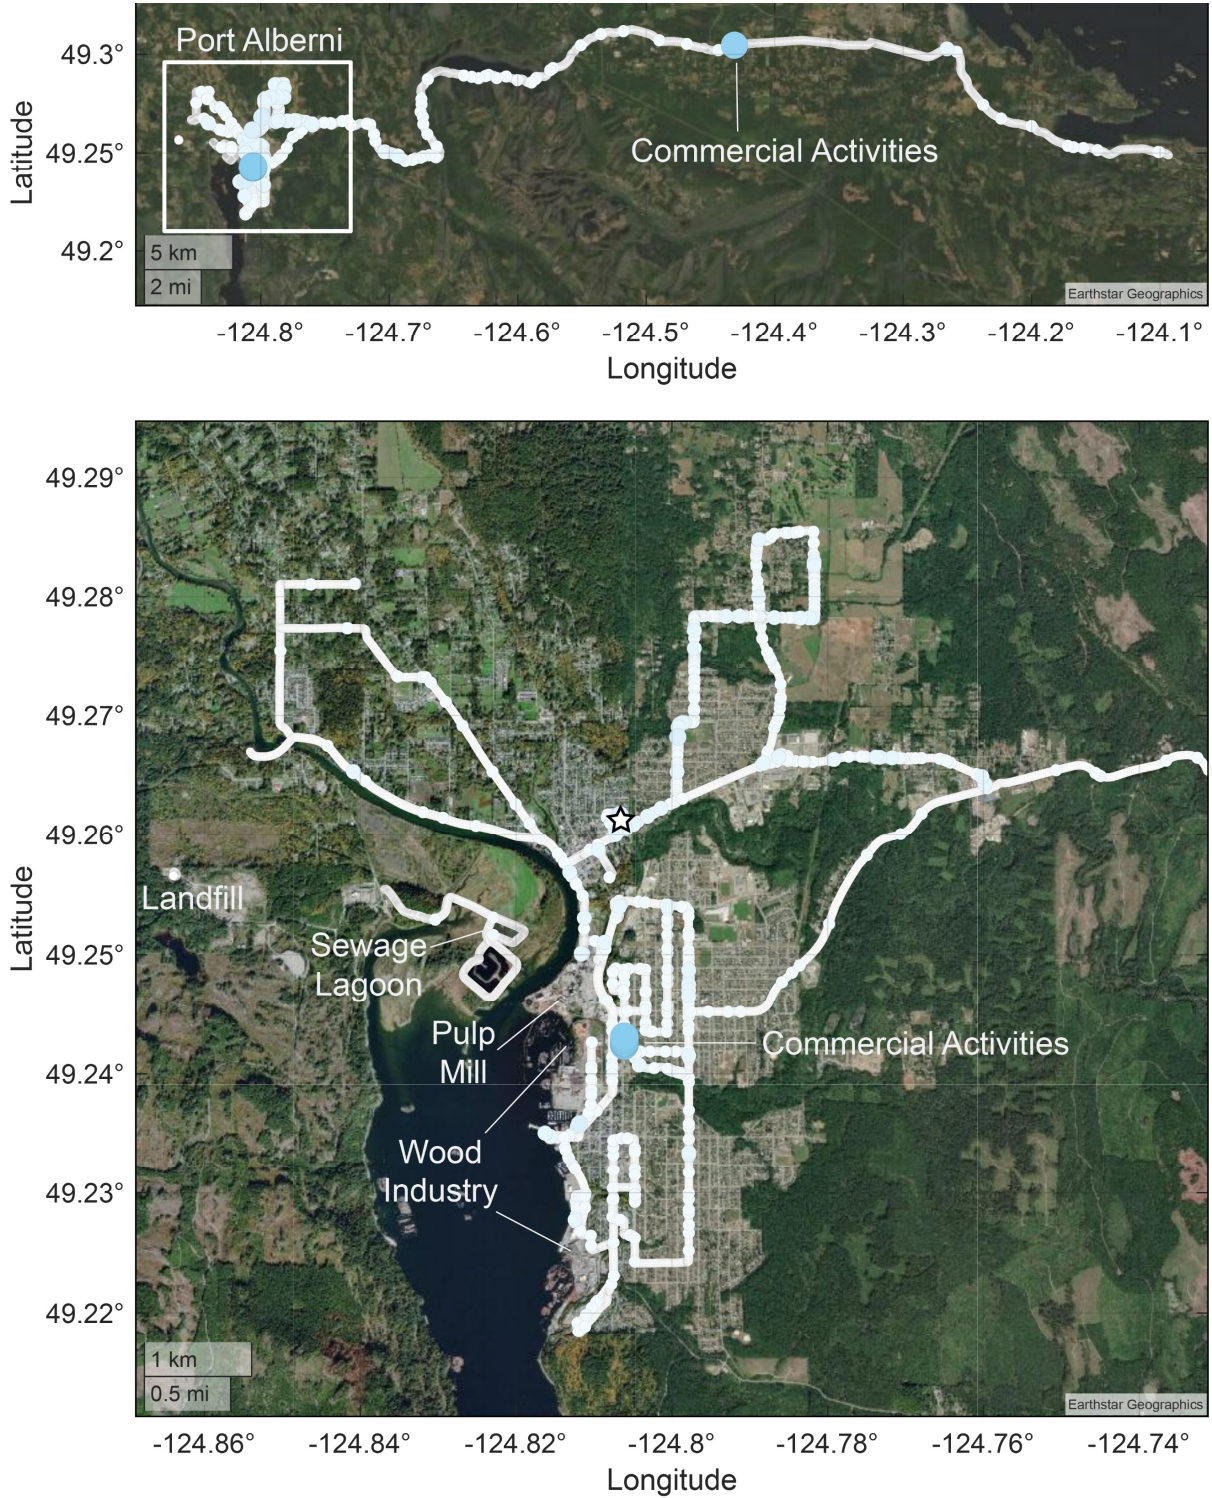 Port Alberni
Commercial Activities
49.3°
49.25°
49.2°
Latitude
5 km
2 mi
Earthstar Geographics
-124.8°
-124.7°
-124.6°
-124.5°
-124.4°
-124.3°
-124.2°
-124.1°
Longitude
49.29°
49.28°
49.27°
49.26°
49.25°
49.24°
49.23°
49.22°
Latitude
Landfill
Sewage
Lagoon
Pulp
Mill
Commercial Activities
Wood
Industry
1 km
0.5 mi
Earthstar Geographics
-124.86°
-124.84°
-124.82°
-124.8°
-124.78°
-124.76°
-124.74°
Longitude